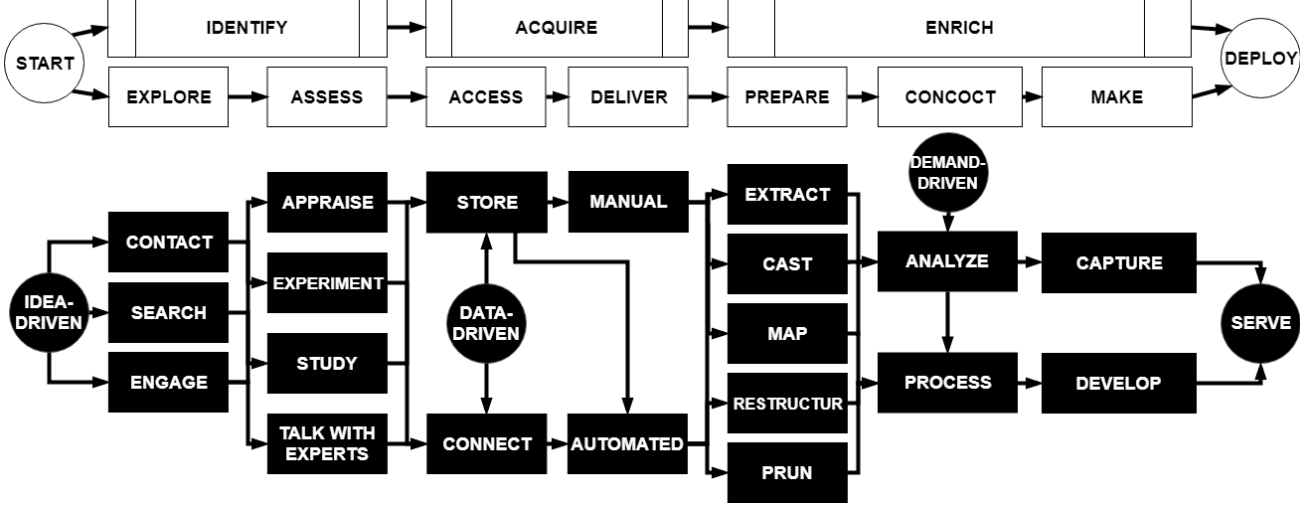 IDENTIFY
ACQUIRE
ENRICH
START
DEPLOY
EXPLORE
ASSESS
ACCESS
DELIVER
PREPARE
CONCOCT
MAKE
DEMAND-
DRIVEN
APPRAISE
STORE
MANUAL
EXTRACT
CONTACT
CAST
ANALYZE
CAPTURE
EXPERIMENT
IDEA-
DRIVEN
SEARCH
DATA-
DRIVEN
MAP
SERVE
STUDY
ENGAGE
PROCESS
DEVELOP
RESTRUCTUR
TALK WITH
EXPERTS
CONNECT
AUTOMATED
PRUN